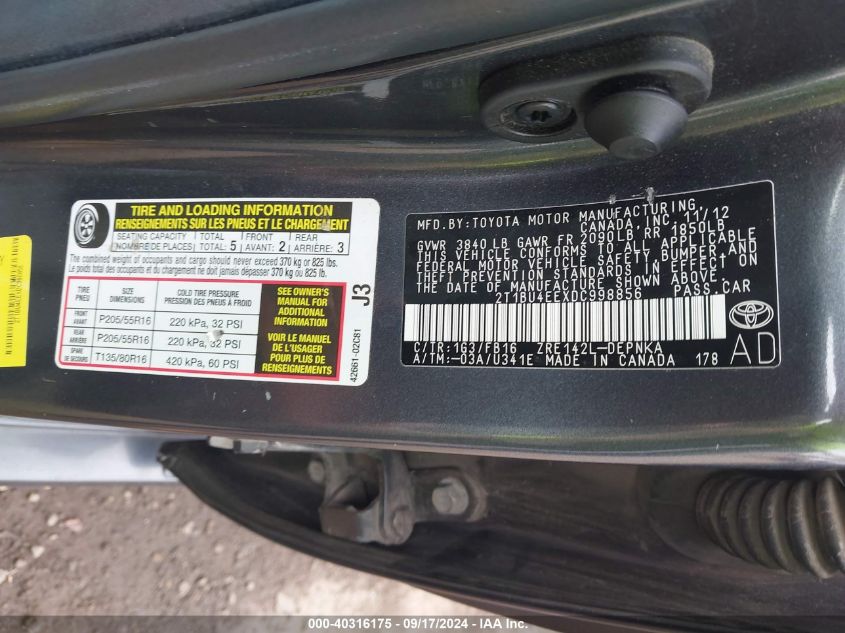 TIRE AND LOADING INFORMATION
RENSEIGNEMENTS SUR LES PNEUS ET LE CHARGEMENT
SEATING CAPACITY TOTAL FRONT REAR
NOMBRE DE PLACES: TOTAL: 5 AVANT: 2 ARRIÈRE: 3
The combined weight of occupants and cargo should never exceed 370 kg or 825 lbs.
Le poids total des occupants et du chargement ne doit jamais dépasser 370 kg ou 825 lb.
TIRE SIZE COLD TIRE PRESSURE
PNEU DIMENSIONS PRESSION DES PNEUS À FROID
FRONT AVANT P205/55R16 220 kPa, 32 PSI
REAR ARRIÈRE P205/55R16 220 kPa, 32 PSI
SPARE DE SECOURS T135/80R16 420 kPa, 60 PSI
SEE OWNER'S
MANUAL FOR
ADDITIONAL
INFORMATION
VOIR LE MANUEL
DE L'USAGER
POUR PLUS DE
RENSEIGNEMENTS
J3
42661-02C81
MFD.BY:TOYOTA MOTOR MANUFACTURING,
CANADA INC. 11/12
GVWR 3840 LB GAWR FR 2090LB RR 1850LB
THIS VEHICLE CONFORMS TO ALL APPLICABLE
FEDERAL MOTOR VEHICLE SAFETY, BUMPER, AND
THEFT PREVENTION STANDARDS IN EFFECT ON
THE DATE OF MANUFACTURE SHOWN ABOVE.
2T1BU4EEXDC998856 PASS.CAR
C/TR:1G3/FB16 ZRE142L-DEPNKA
A/TM:-03A/U341E MADE IN CANADA 178
AD
000-40316175 - 09/17/2024 - IAA Inc.